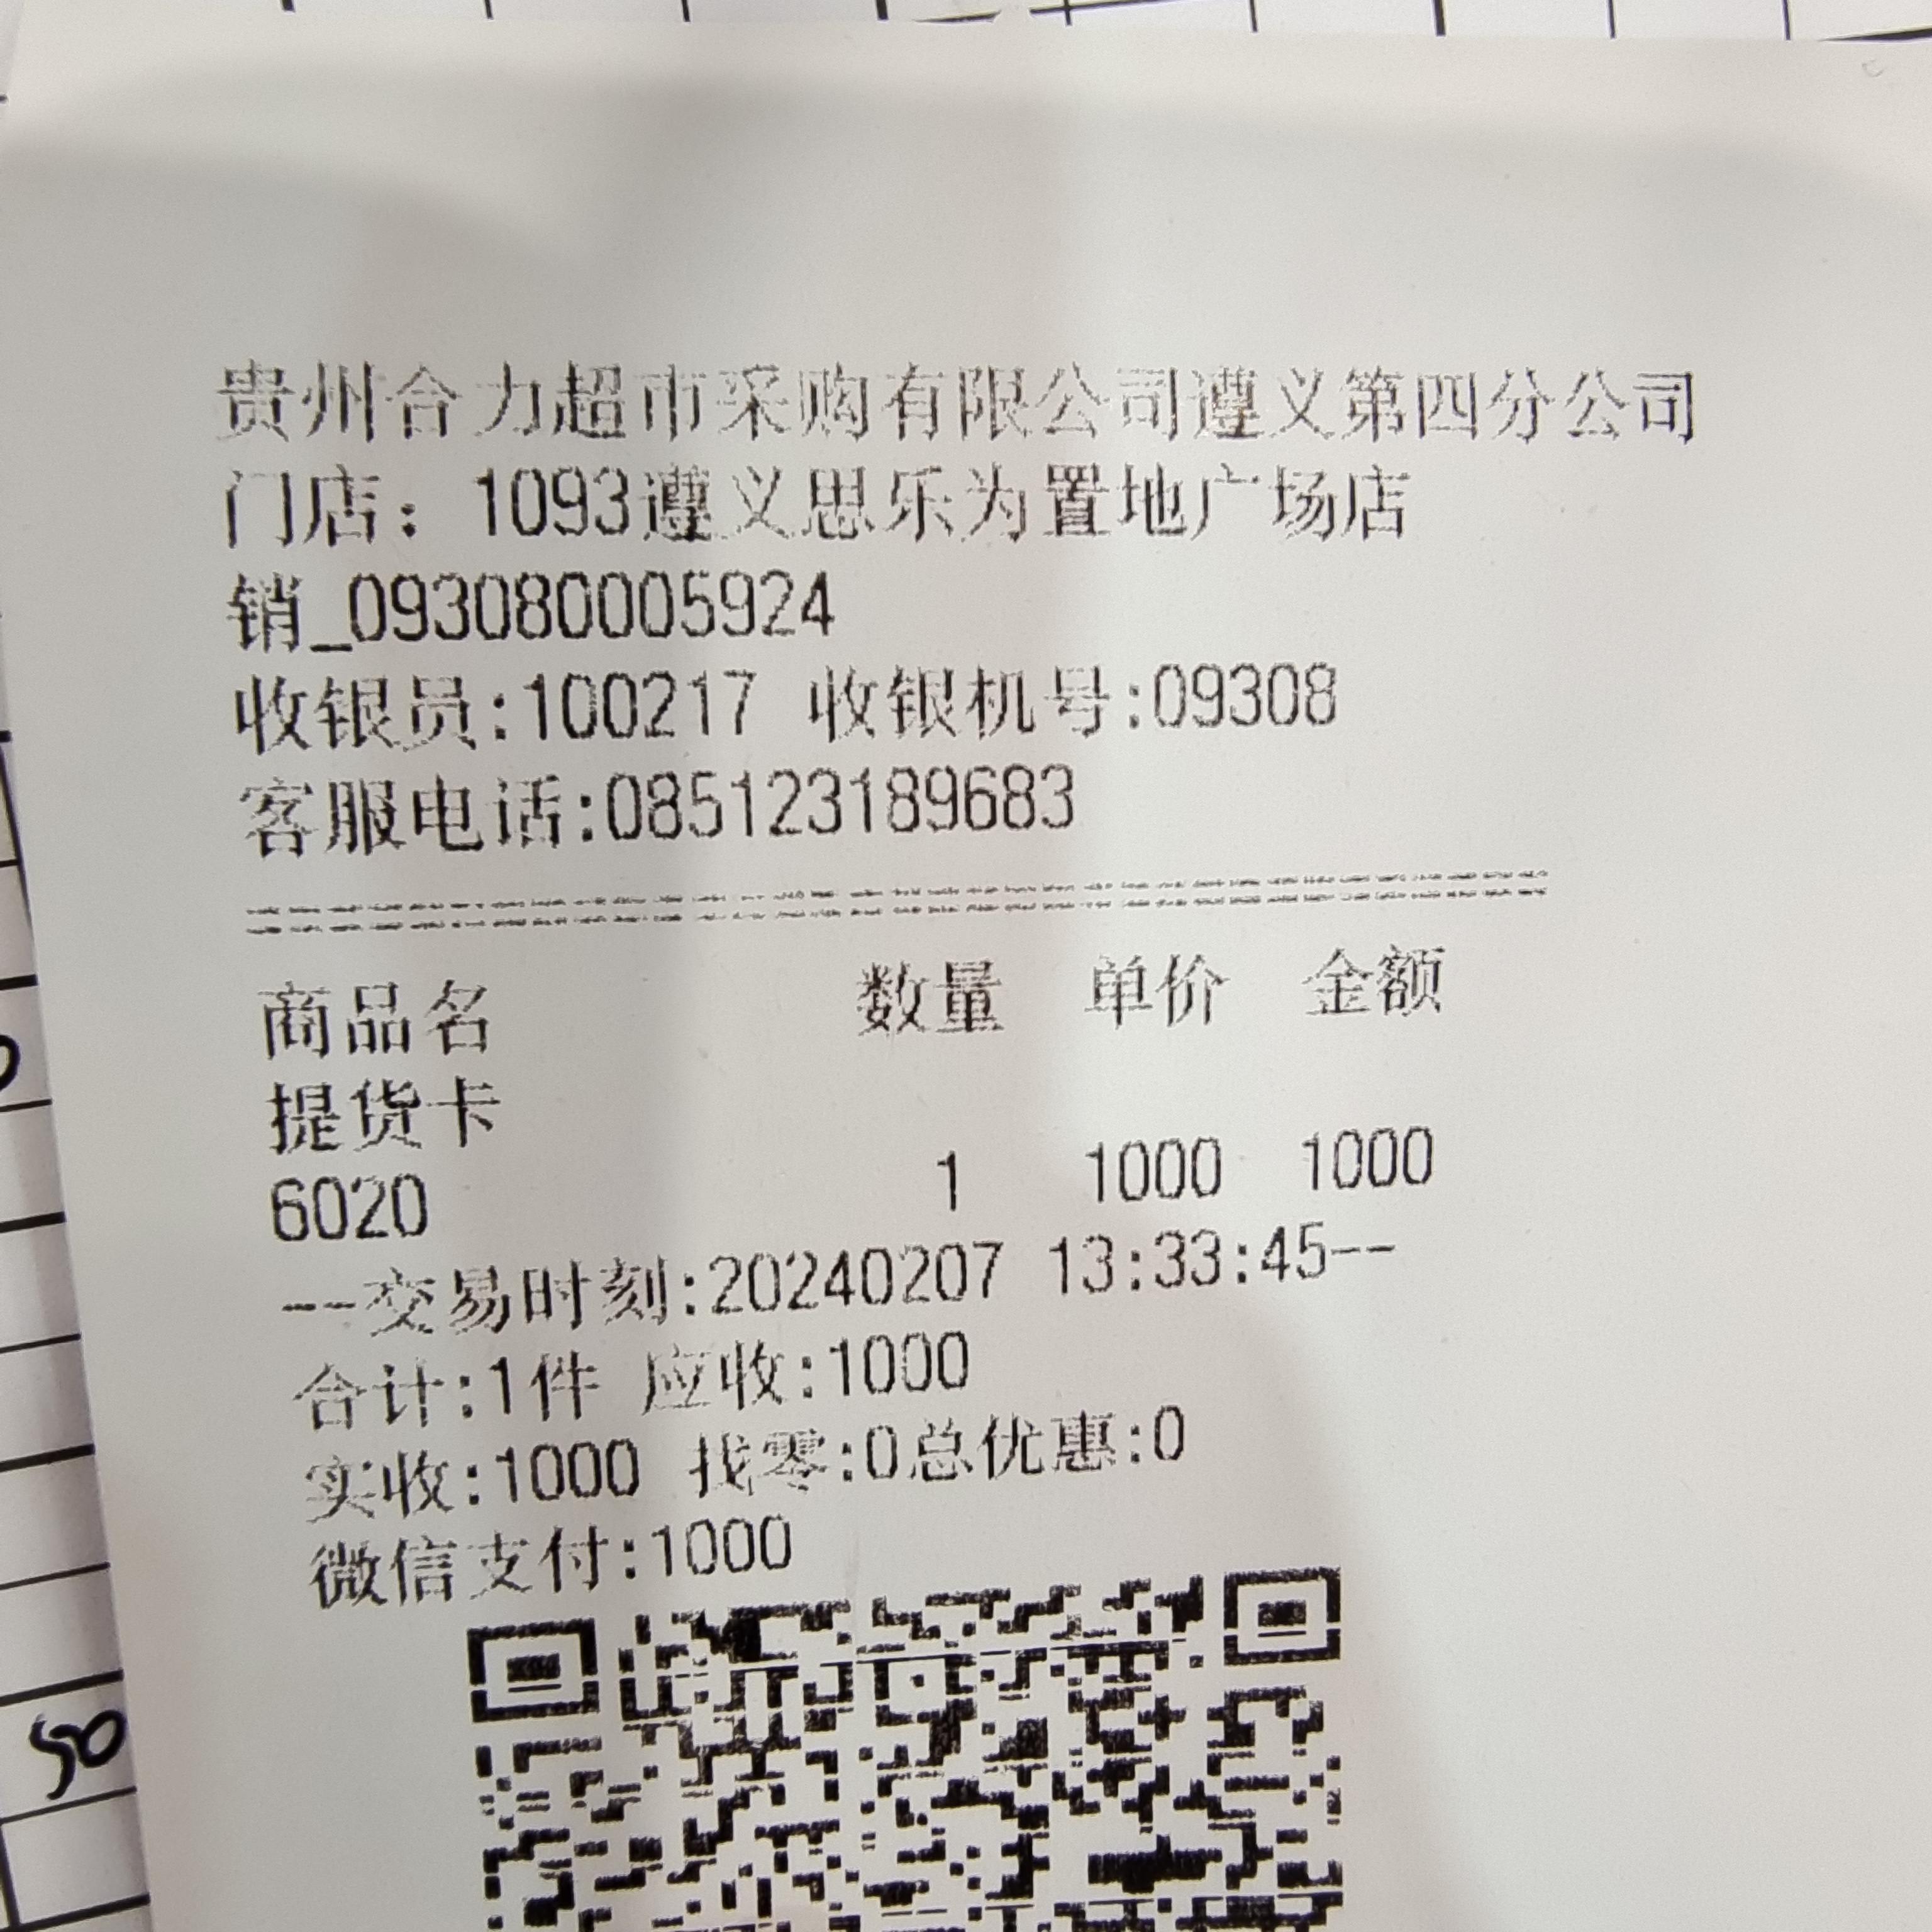 贵州合力超市采购有限公司遵义第四分公司
门店：1093遵义思乐为置地广场店
销_093080005924
收银员:100217 收银机号:09308
客服电话:085123189683
商品名 数量 单价 金额
提货卡
6020 1 1000 1000
--交易时刻:20240207 13:33:45--
合计:1件 应收:1000
实收:1000 找零:0总优惠:0
微信支付:1000
50